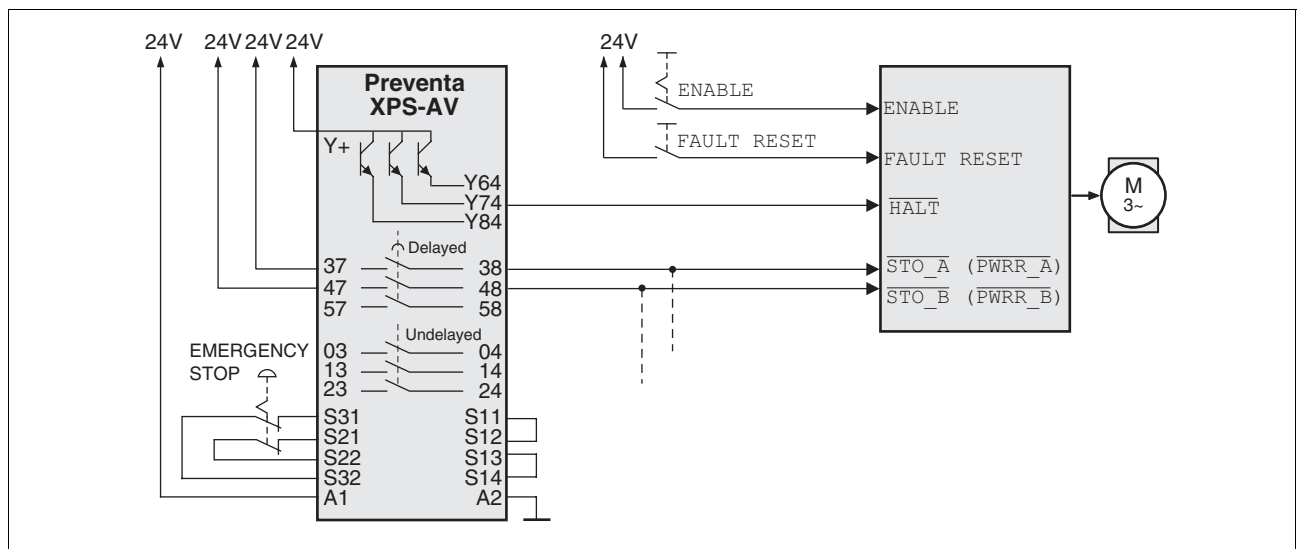 24V 24V 24V 24V
24V
Preventa
XPS-AV
Y+
Y64
Y74
Y84
Delayed
37 38
47 48
57 58
Undelayed
03 04
13 14
23 24
EMERGENCY
STOP
S31 S11
S21 S12
S22 S13
S32 S14
A1 A2
ENABLE
FAULT RESET
ENABLE
FAULT RESET
HALT
STO_A (PWRR_A)
STO_B (PWRR_B)
M
3~